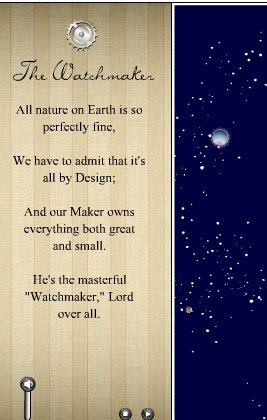 The Watchmaker
All nature on Earth is so
perfectly fine,
We have to admit that it's
all by Design;
And our Maker owns
everything both great
and small.
He's the masterful
"Watchmaker," Lord
over all.